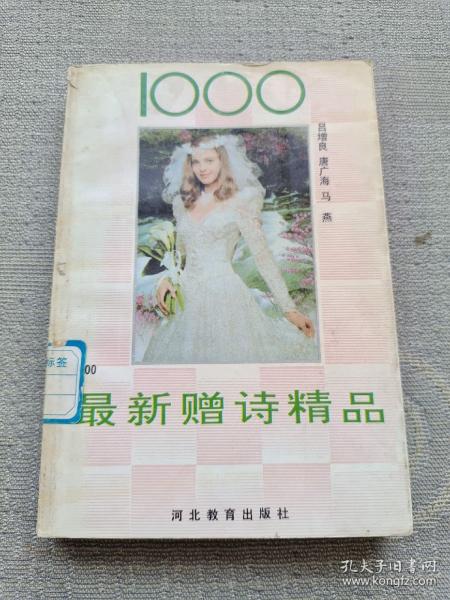 1000
吕增良 唐广海 马燕
标签
00
最新赠诗精品
河北教育出版社
孔夫子旧书网
www.kongfz.com